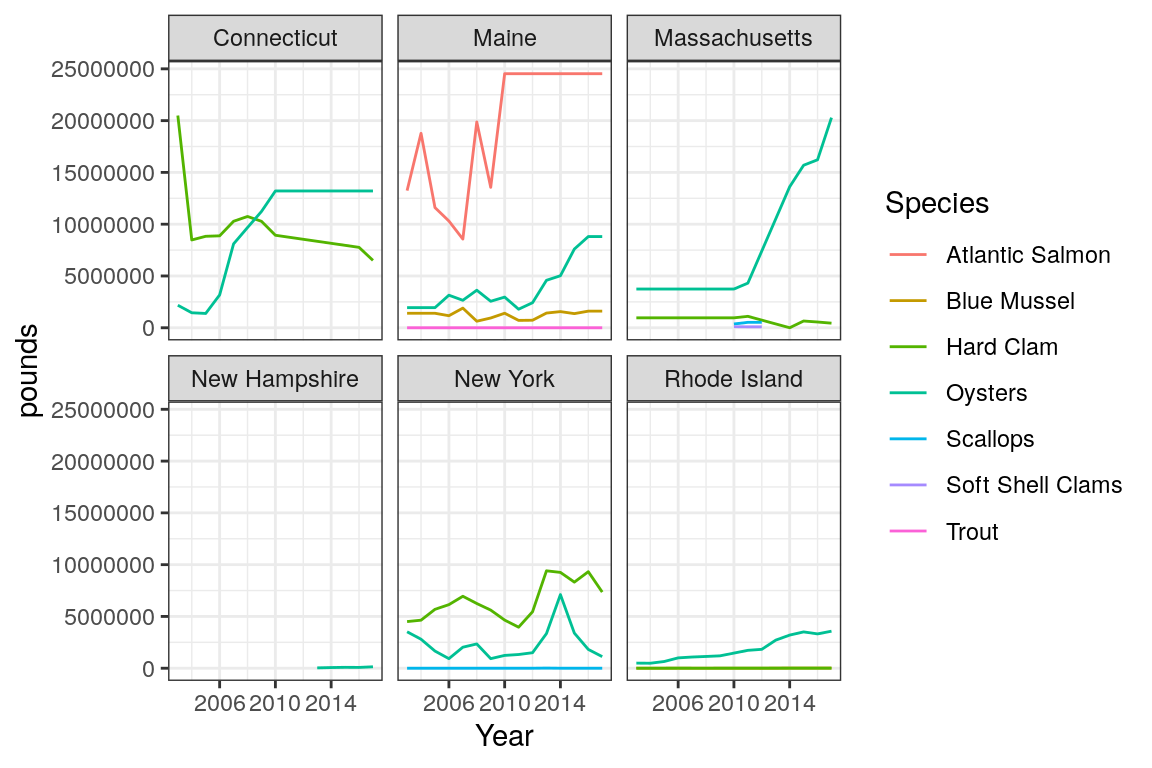 Connecticut
Maine
Massachusetts
25000000
20000000
15000000
10000000
5000000
0
New Hampshire
New York
Rhode Island
25000000
20000000
15000000
10000000
5000000
0
2006 2010 2014
2006 2010 2014
2006 2010 2014
Year
pounds
Species
Atlantic Salmon
Blue Mussel
Hard Clam
Oysters
Scallops
Soft Shell Clams
Trout